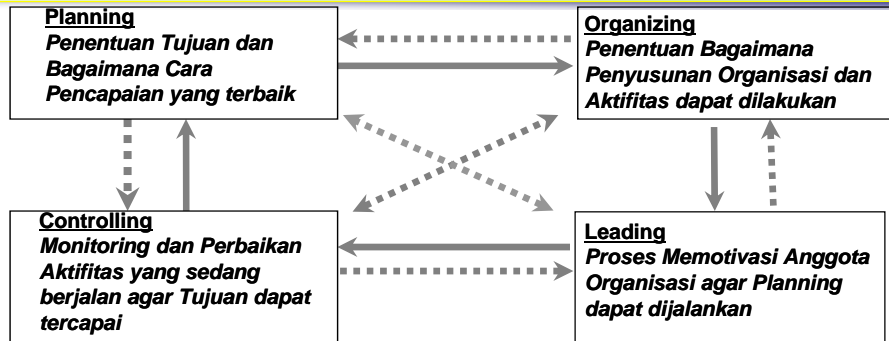 Planning
Penentuan Tujuan dan
Bagaimana Cara
Pencapaian yang terbaik
Organizing
Penentuan Bagaimana
Penyusunan Organisasi dan
Aktifitas dapat dilakukan
Controlling
Monitoring dan Perbaikan
Aktifitas yang sedang
berjalan agar Tujuan dapat
tercapai
Leading
Proses Memotivasi Anggota
Organisasi agar Planning
dapat dijalankan